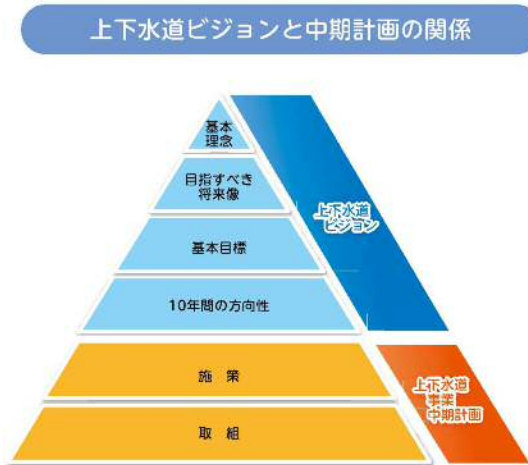 上下水道ビジョンと中期計画の関係
基本
理念
目指すべき
将来像
基本目標
10年間の方向性
上下水道
ビジョン
施 策
取 組
上下水道
事業
中期計画